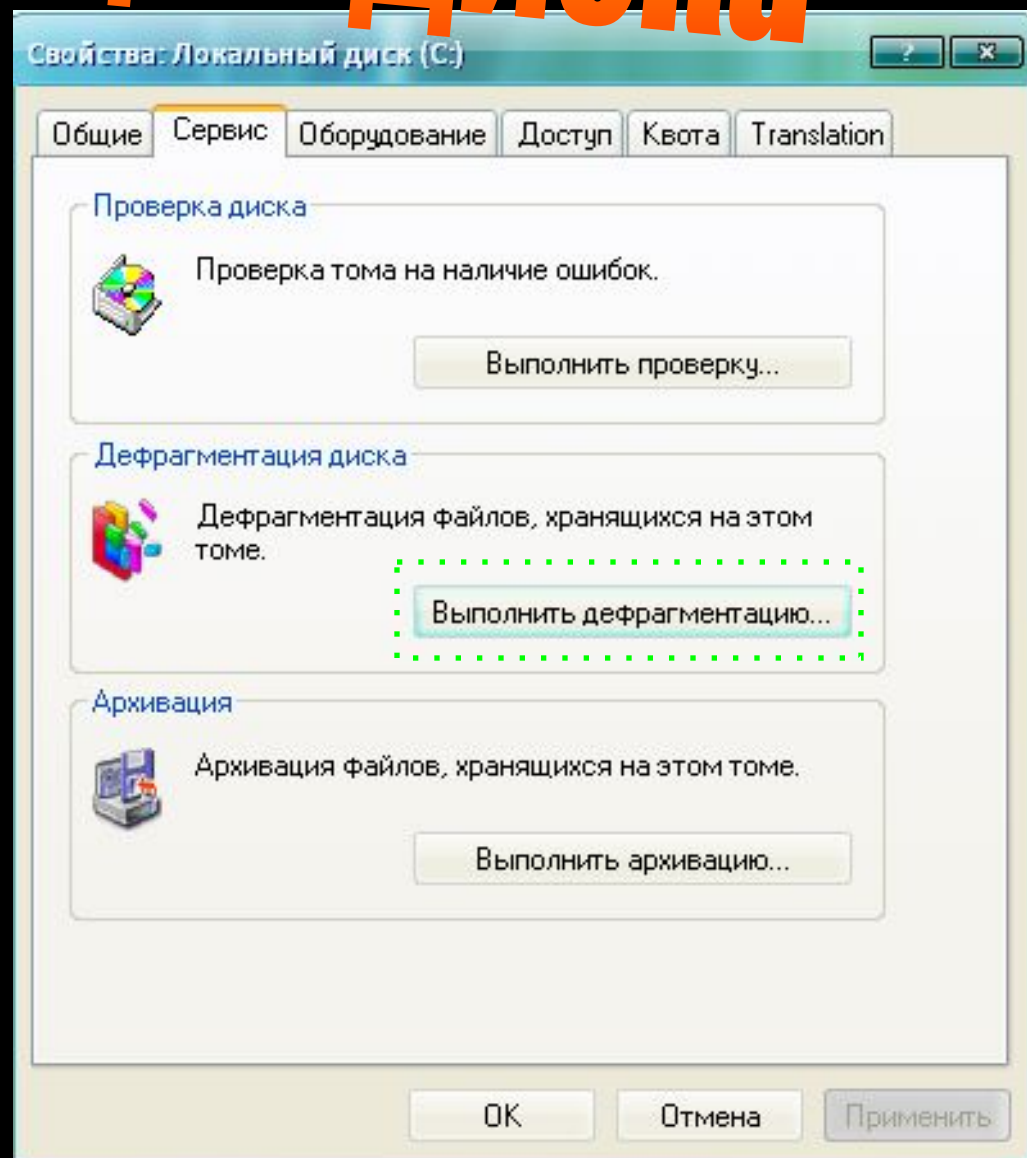 диска
Свойства: Локальный диск (C:)
Общие Сервис Оборудование Доступ Квота Translation
Проверка диска
Проверка тома на наличие ошибок.
Выполнить проверку...
Дефрагментация диска
Дефрагментация файлов, хранящихся на этом
томе.
Выполнить дефрагментацию...
Архивация
Архивация файлов, хранящихся на этом томе.
Выполнить архивацию...
ОК Отмена Применить